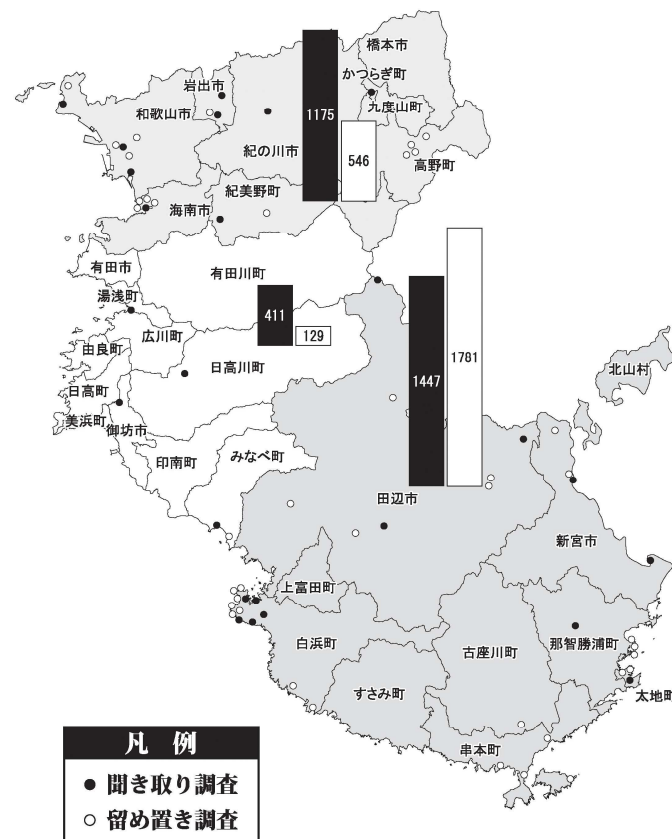 橋本市
かつらぎ町
岩出市
九度山町
和歌山市
1175
紀の川市
546
高野町
紀美野町
海南市
有田市
有田川町
湯浅町
411
広川町
129
由良町
日高川町
1447
1781
北山村
日高町
美浜町
御坊市
印南町
みなべ町
田辺市
新宮市
上富田町
白浜町
古座川町
那智勝浦町
すさみ町
太地町
串本町
凡 例
● 聞き取り調査
○ 留め置き調査